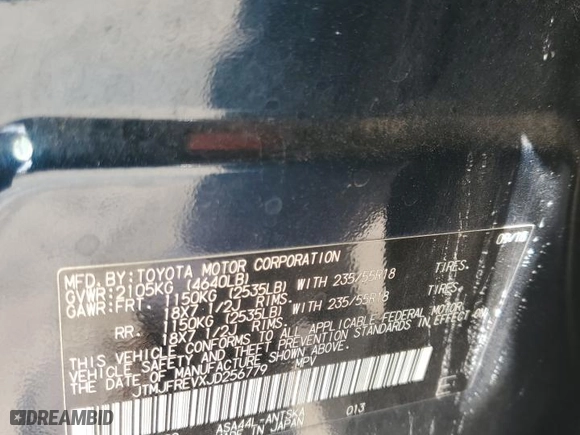 09/18
MFD. BY: TOYOTA MOTOR CORPORATION
GVWR: 2105KG (4640LB)
GAWR: FRT 1150KG (2535LB) WITH 235/55R18 TIRES.
18X7 1/2J RIMS.
RR. 1150KG (2535LB) WITH 235/55R18 TIRES.
18X7 1/2J RIMS.
THIS VEHICLE CONFORMS TO ALL APPLICABLE FEDERAL MOTOR
VEHICLE SAFETY AND THEFT PREVENTION STANDARDS IN EFFECT ON
THE DATE OF MANUFACTURE SHOWN ABOVE.
JTMJFREVXJD256779 MPV
ASA44L-ANTSKA 013
MADE IN JAPAN
DREAMBID